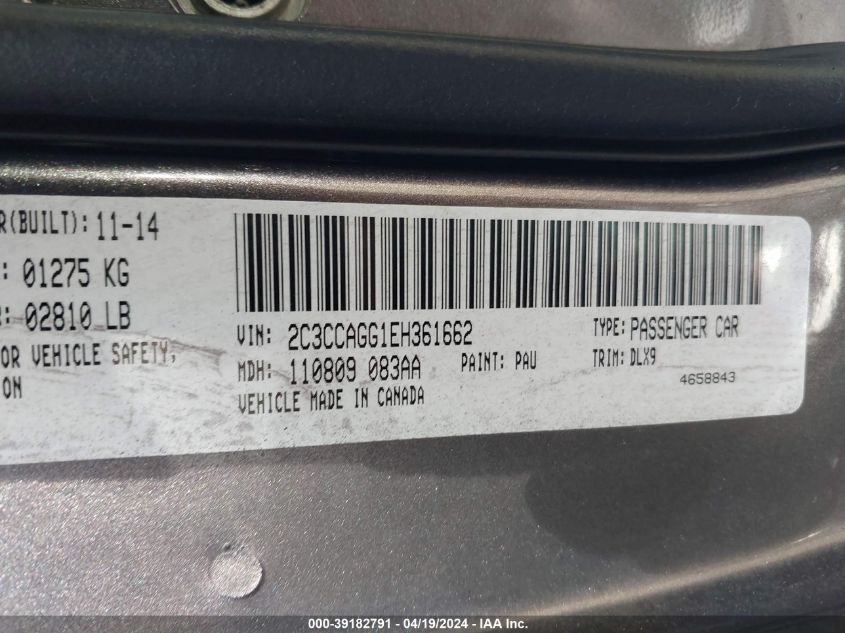 R(BUILT): 11-14
: 01275 KG
: 02810 LB
OR VEHICLE SAFETY,
ON
VIN: 2C3CCAGG1EH361662
TYPE: PASSENGER CAR
MDH: 110809 083AA
PAINT: PAU
TRIM: DLX9
VEHICLE MADE IN CANADA
4658843
000-39182791 - 04/19/2024 - IAA Inc.